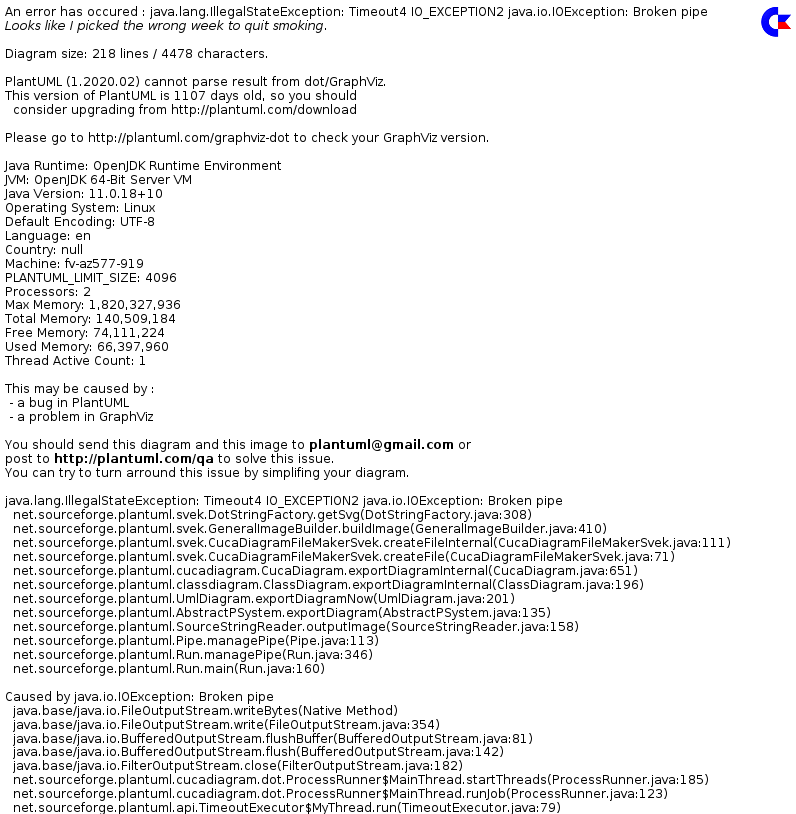 An error has occured : java.lang.IllegalStateException: Timeout4 IO_EXCEPTION2 java.io.IOException: Broken pipe
Looks like I picked the wrong week to quit smoking.
Diagram size: 218 lines / 4478 characters.
PlantUML (1.2020.02) cannot parse result from dot/GraphViz.
This version of PlantUML is 1107 days old, so you should
consider upgrading from http://plantuml.com/download
Please go to http://plantuml.com/graphviz-dot to check your GraphViz version.
Java Runtime: OpenJDK Runtime Environment
JVM: OpenJDK 64-Bit Server VM
Java Version: 11.0.18+10
Operating System: Linux
Default Encoding: UTF-8
Language: en
Country: null
Machine: fv-az577-919
PLANTUML_LIMIT_SIZE: 4096
Processors: 2
Max Memory: 1,820,327,936
Total Memory: 140,509,184
Free Memory: 74,111,224
Used Memory: 66,397,960
Thread Active Count: 1
This may be caused by :
- a bug in PlantUML
- a problem in GraphViz
You should send this diagram and this image to plantuml@gmail.com or
post to http://plantuml.com/qa to solve this issue.
You can try to turn arround this issue by simplifing your diagram.
java.lang.IllegalStateException: Timeout4 IO_EXCEPTION2 java.io.IOException: Broken pipe
net.sourceforge.plantuml.svek.DotStringFactory.getSvg(DotStringFactory.java:308)
net.sourceforge.plantuml.svek.GeneralImageBuilder.buildImage(GeneralImageBuilder.java:410)
net.sourceforge.plantuml.svek.CucaDiagramFileMakerSvek.createFileInternal(CucaDiagramFileMakerSvek.java:111)
net.sourceforge.plantuml.svek.CucaDiagramFileMakerSvek.createFile(CucaDiagramFileMakerSvek.java:71)
net.sourceforge.plantuml.cucadiagram.CucaDiagram.exportDiagramInternal(CucaDiagram.java:651)
net.sourceforge.plantuml.classdiagram.ClassDiagram.exportDiagramInternal(ClassDiagram.java:196)
net.sourceforge.plantuml.UmlDiagram.exportDiagramNow(UmlDiagram.java:201)
net.sourceforge.plantuml.AbstractPSystem.exportDiagram(AbstractPSystem.java:135)
net.sourceforge.plantuml.SourceStringReader.outputImage(SourceStringReader.java:158)
net.sourceforge.plantuml.Pipe.managePipe(Pipe.java:113)
net.sourceforge.plantuml.Run.managePipe(Run.java:346)
net.sourceforge.plantuml.Run.main(Run.java:160)
Caused by java.io.IOException: Broken pipe
java.base/java.io.FileOutputStream.writeBytes(Native Method)
java.base/java.io.FileOutputStream.write(FileOutputStream.java:354)
java.base/java.io.BufferedOutputStream.flushBuffer(BufferedOutputStream.java:81)
java.base/java.io.BufferedOutputStream.flush(BufferedOutputStream.java:142)
java.base/java.io.FilterOutputStream.close(FilterOutputStream.java:182)
net.sourceforge.plantuml.cucadiagram.dot.ProcessRunner$MainThread.startThreads(ProcessRunner.java:185)
net.sourceforge.plantuml.cucadiagram.dot.ProcessRunner$MainThread.runJob(ProcessRunner.java:123)
net.sourceforge.plantuml.api.TimeoutExecutor$MyThread.run(TimeoutExecutor.java:79)